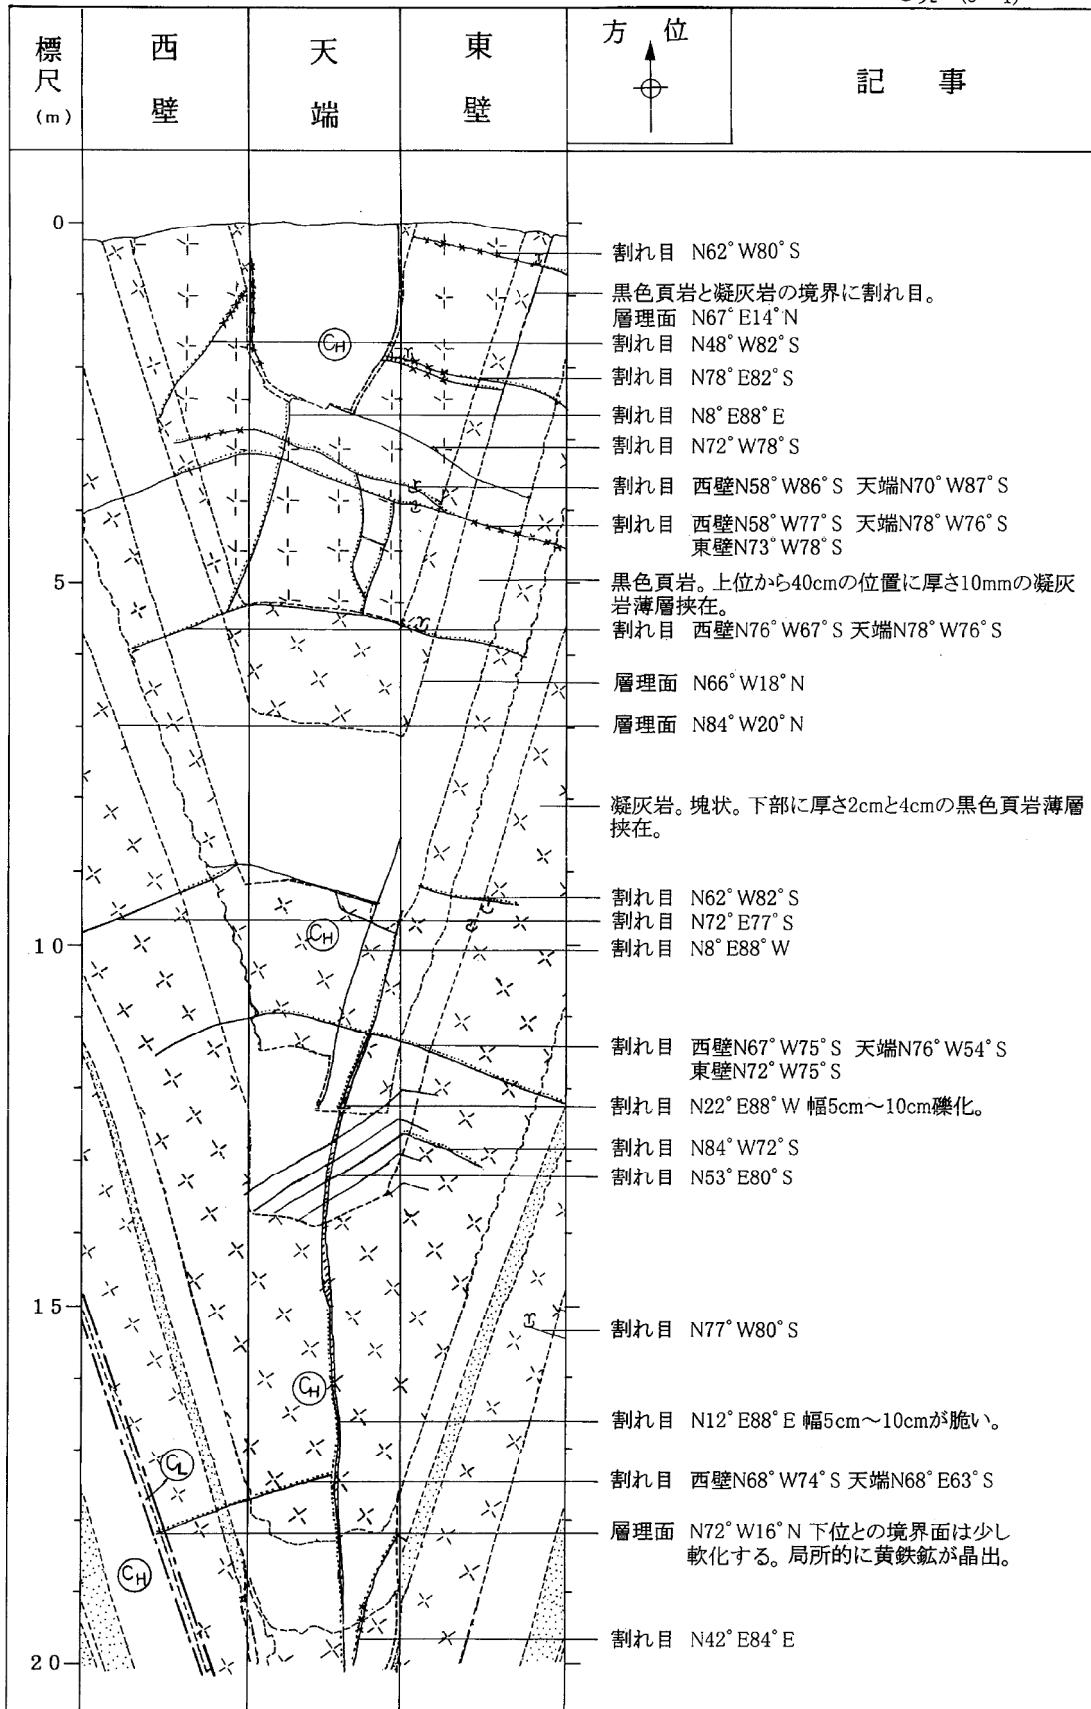 標尺
(m)
西壁
天端
東壁
方位
記事
0
5
10
15
20
CH
CH
CH
CL
CH
割れ目 N62°W80°S
黒色頁岩と凝灰岩の境界に割れ目。
層理面 N67°E14°N
割れ目 N48°W82°S
割れ目 N78°E82°S
割れ目 N8°E88°E
割れ目 N72°W78°S
割れ目 西壁N58°W86°S 天端N70°W87°S
割れ目 西壁N58°W77°S 天端N78°W76°S
東壁N73°W78°S
黒色頁岩。上位から40cmの位置に厚さ10mmの凝灰
岩薄層挟在。
割れ目 西壁N76°W67°S 天端N78°W76°S
層理面 N66°W18°N
層理面 N84°W20°N
凝灰岩。塊状。下部に厚さ2cmと4cmの黒色頁岩薄層
挟在。
割れ目 N62°W82°S
割れ目 N72°E77°S
割れ目 N8°E88°W
割れ目 西壁N67°W75°S 天端N76°W54°S
東壁N72°W75°S
割れ目 N22°E88°W 幅5cm〜10cm礫化。
割れ目 N84°W72°S
割れ目 N53°E80°S
割れ目 N77°W80°S
割れ目 N12°E88°E 幅5cm〜10cmが脆い。
割れ目 西壁N68°W74°S 天端N68°E63°S
層理面 N72°W16°N 下位との境界面は少し
軟化する。局所的に黄鉄鉱が晶出。
割れ目 N42°E84°E